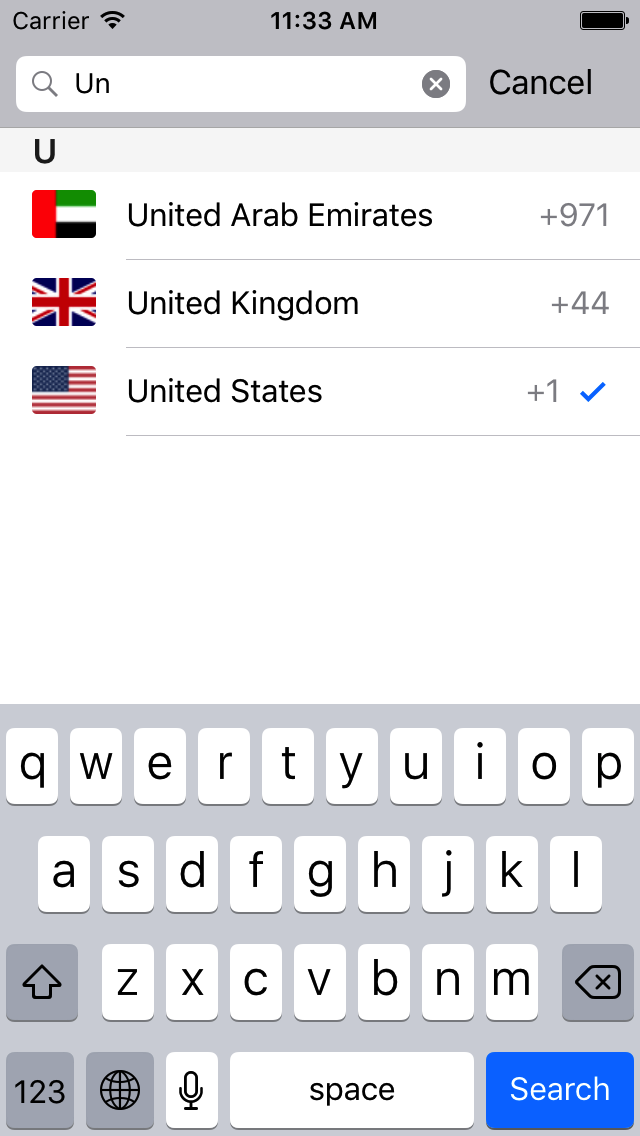 Carrier 11:33 AM
Un Cancel
U
United Arab Emirates +971
United Kingdom +44
United States +1
q w e r t y u i o p
a s d f g h j k l
z x c v b n m
123 space Search